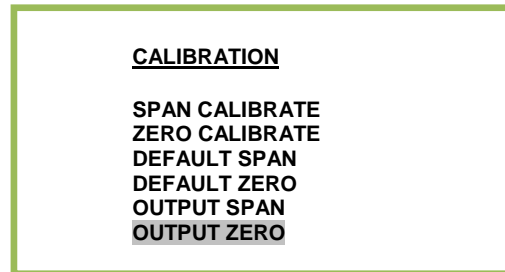 CALIBRATION
SPAN CALIBRATE
ZERO CALIBRATE
DEFAULT SPAN
DEFAULT ZERO
OUTPUT SPAN
OUTPUT ZERO